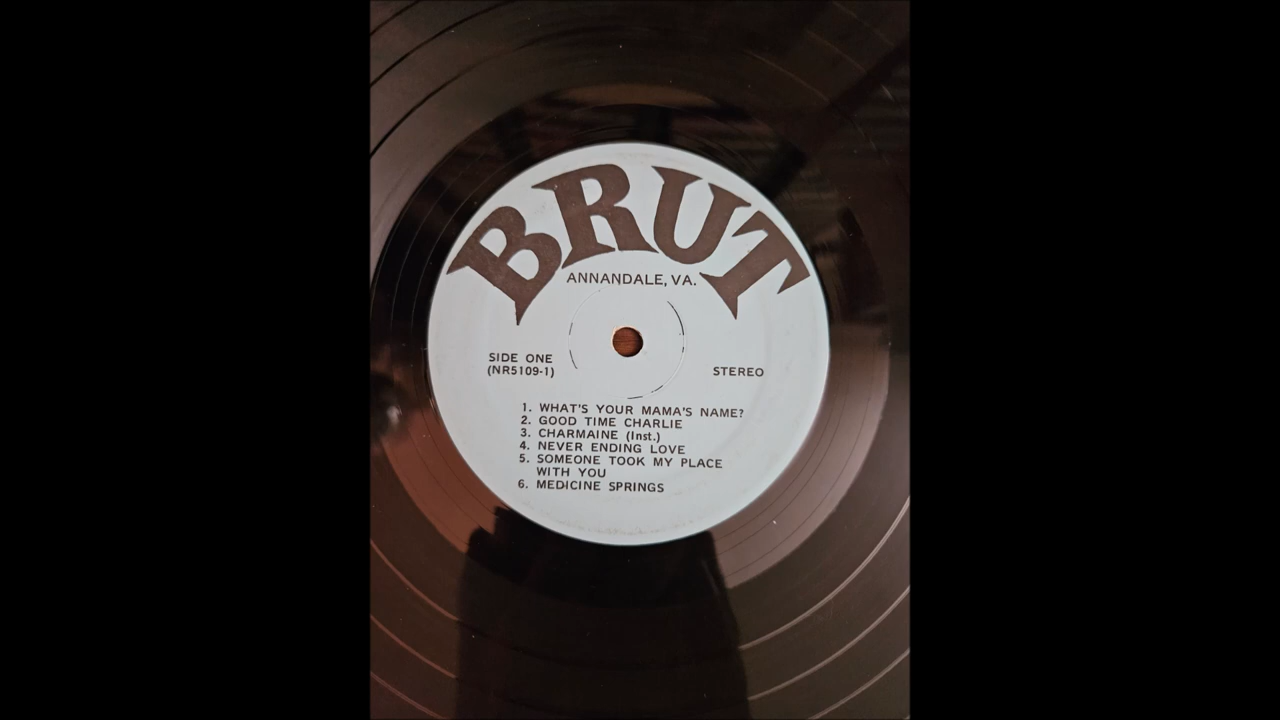 BRUT
ANNANDALE, VA.
SIDE ONE
(NR5109-1)
STEREO
1. WHAT'S YOUR MAMA'S NAME?
2. GOOD TIME CHARLIE
3. CHARMAINE (Inst.)
4. NEVER ENDING LOVE
5. SOMEONE TOOK MY PLACE
WITH YOU
6. MEDICINE SPRINGS